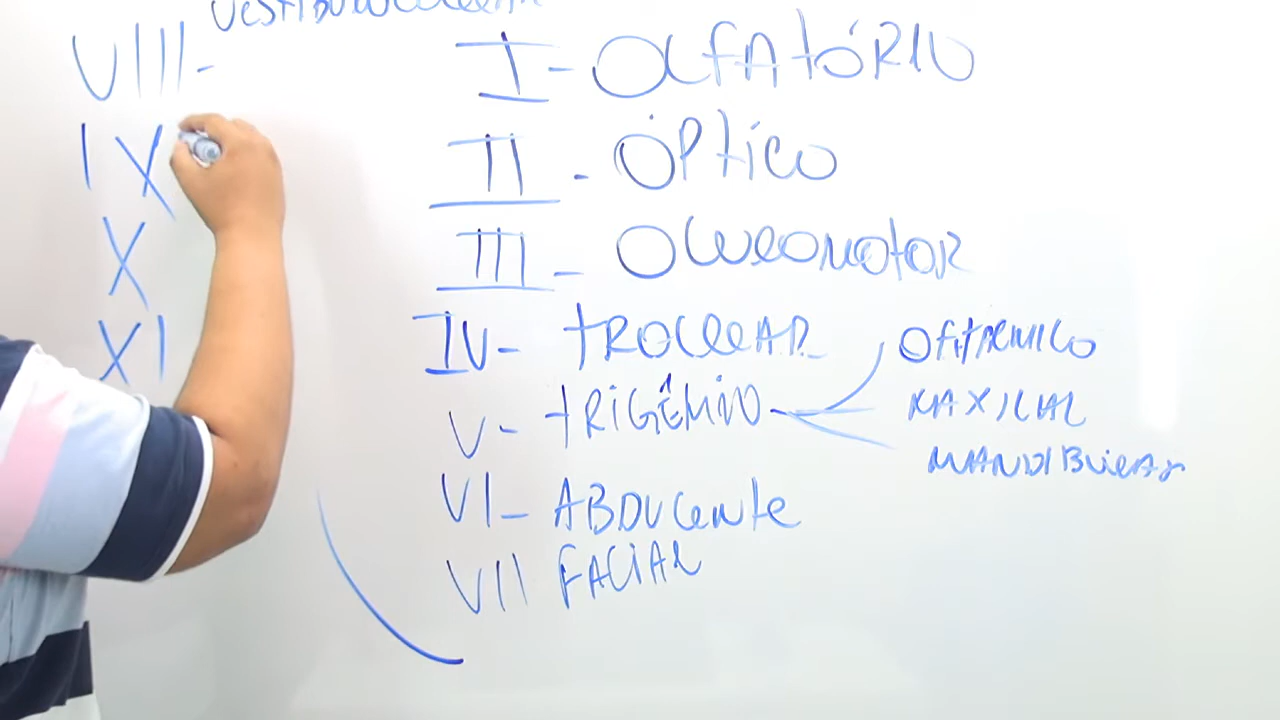 VIII-
IX
X
XI
I - OLFATÓRIO
II - ÓPtico
III - Oculomotor
IV - tROCLEAR
V - tRIGÊMIO
OFtÁLMICO
MAXILAR
MANDIBULAR
VI - ABDUCente
VII FACIAL